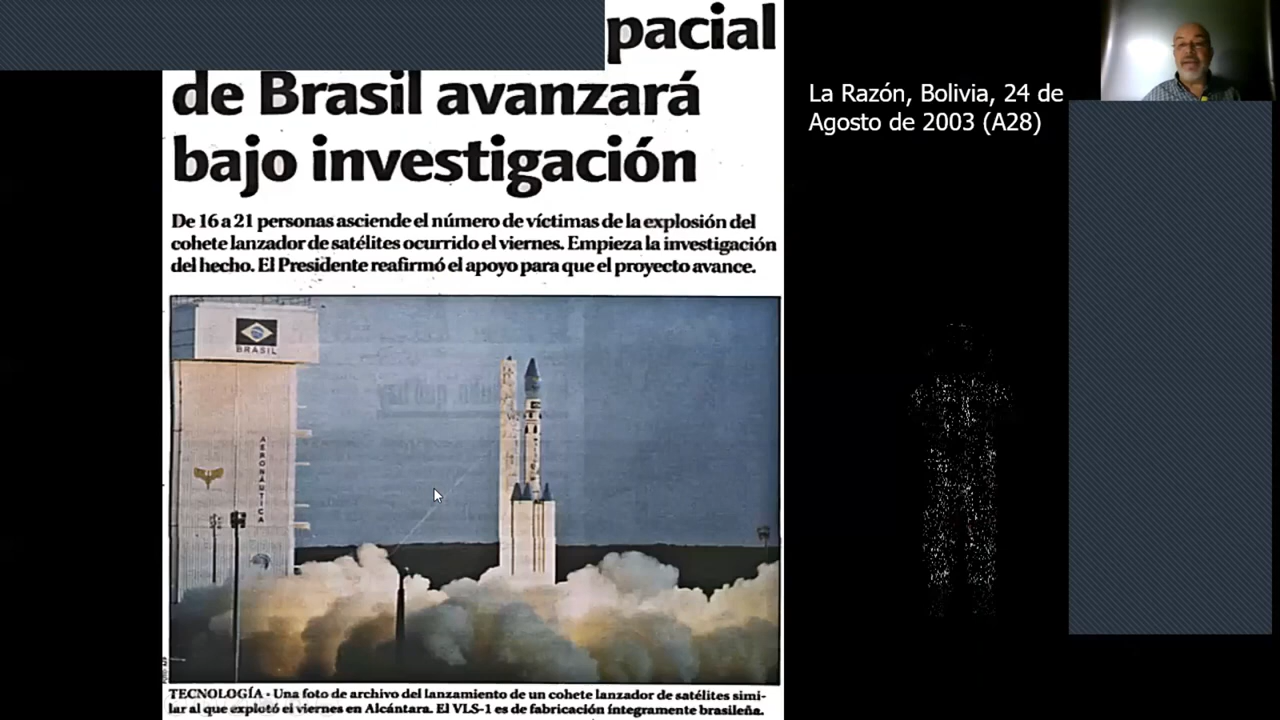 pacial
de Brasil avanzará
bajo investigación
De 16 a 21 personas asciende el número de víctimas de la explosión del
cohete lanzador de satélites ocurrido el viernes. Empieza la investigación
del hecho. El Presidente reafirmó el apoyo para que el proyecto avance.
BRASIL
AERONAUTICA
TECNOLOGÍA - Una foto de archivo del lanzamiento de un cohete lanzador de satélites simi-
lar al que explotó el viernes en Alcántara. El VLS-1 es de fabricación íntegramente brasileña.
La Razón, Bolivia, 24 de
Agosto de 2003 (A28)